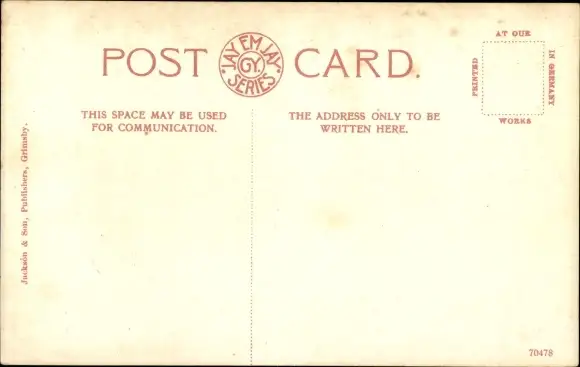 POST CARD.
JAY EM JAY
GY.
SERIES
AT OUR
PRINTED
IN GERMANY
WORKS
THIS SPACE MAY BE USED
FOR COMMUNICATION.
THE ADDRESS ONLY TO BE
WRITTEN HERE.
Jackson & Son, Publishers, Grimsby.
70478